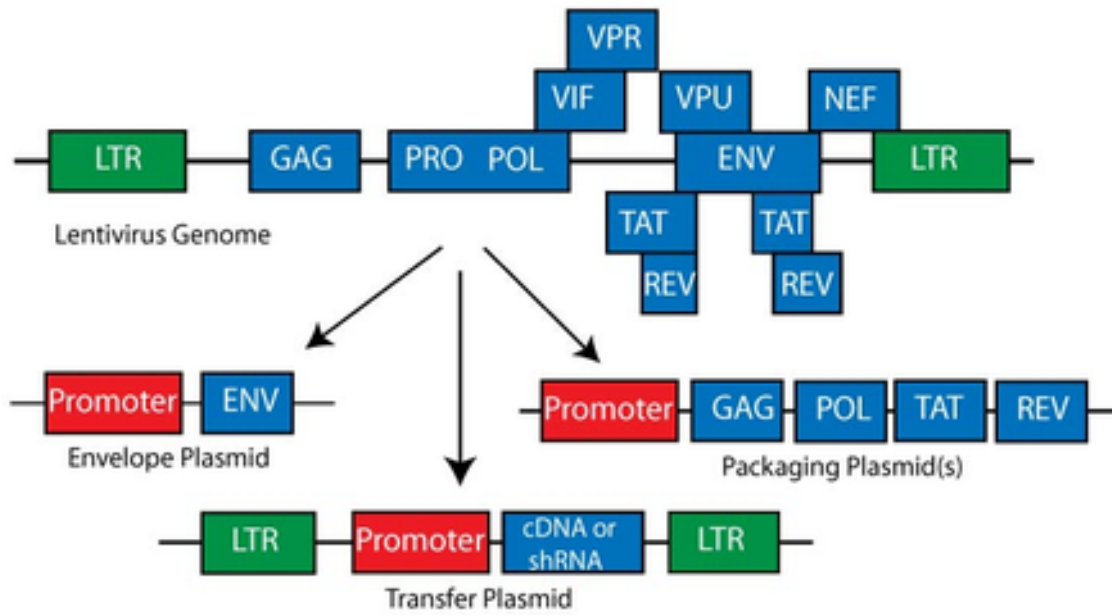 VPR
VIF VPU NEF
LTR GAG PRO POL ENV LTR
Lentivirus Genome
TAT TAT
REV REV
Promoter ENV
Envelope Plasmid
Promoter GAG POL TAT REV
Packaging Plasmid(s)
LTR Promoter cDNA or
shRNA LTR
Transfer Plasmid